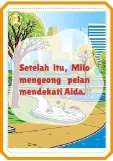 Setelah itu, Milo
mengeong pelan
mendekati Aida.